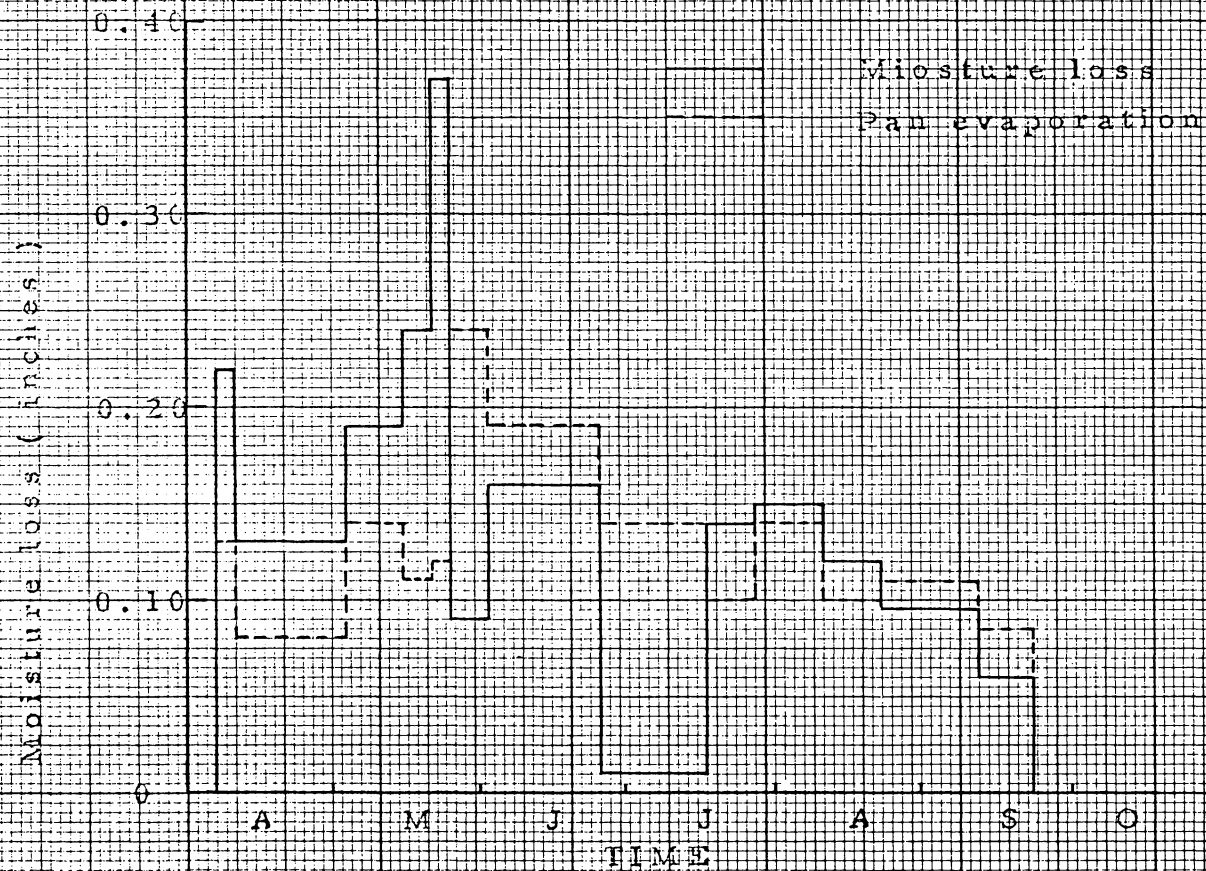 0.40
Miosture loss
Pan evaporation
0.30
0.20
0.10
0
Moisture loss (inches)
A M J J A S O
TIME